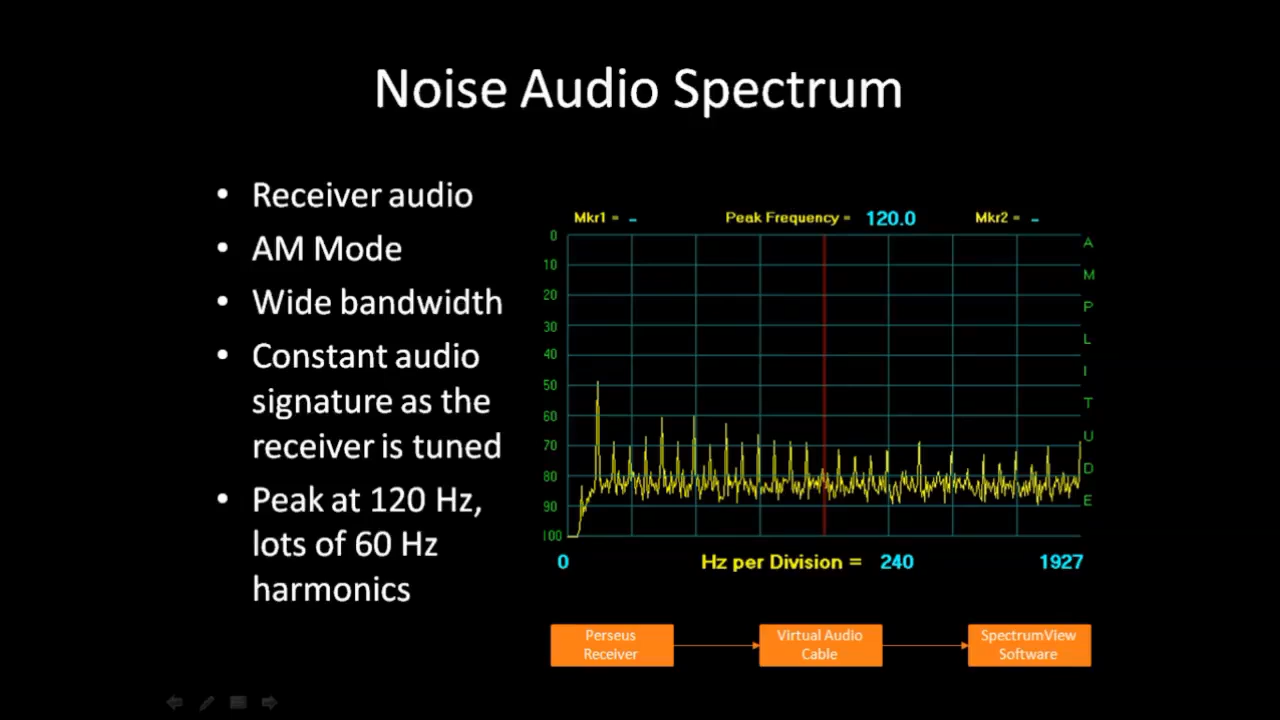 Noise Audio Spectrum
• Receiver audio
• AM Mode
• Wide bandwidth
• Constant audio
signature as the
receiver is tuned
• Peak at 120 Hz,
lots of 60 Hz
harmonics
Mkr1 = -
Peak Frequency = 120.0
Mkr2 = -
0
10
20
30
40
50
60
70
80
90
100
A
M
P
L
I
T
U
D
E
0
Hz per Division = 240
1927
Perseus
Receiver
Virtual Audio
Cable
SpectrumView
Software